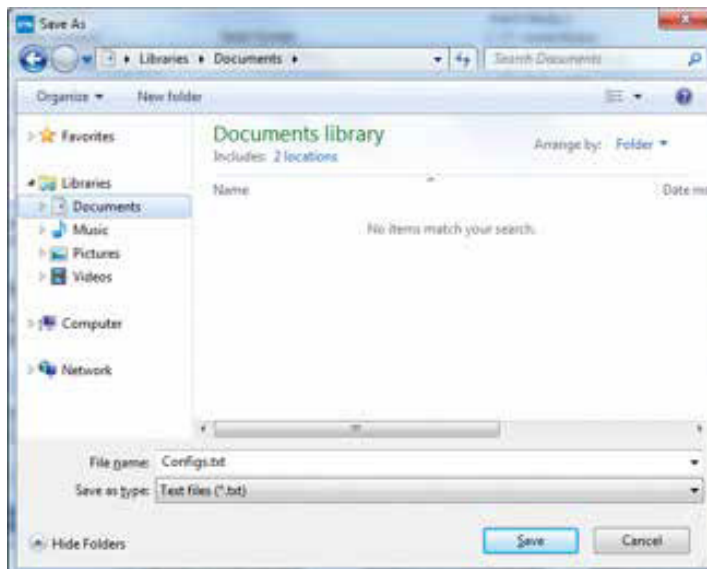 Save As
Libraries Documents
Search Documents
Organize
New folder
Favorites
Libraries
Documents
Music
Pictures
Videos
Computer
Network
Documents library
Includes: 2 locations
Arrange by: Folder
Name
Date mo
No items match your search.
File name: Configs.txt
Save as type: Text files (*.txt)
Hide Folders
Save
Cancel